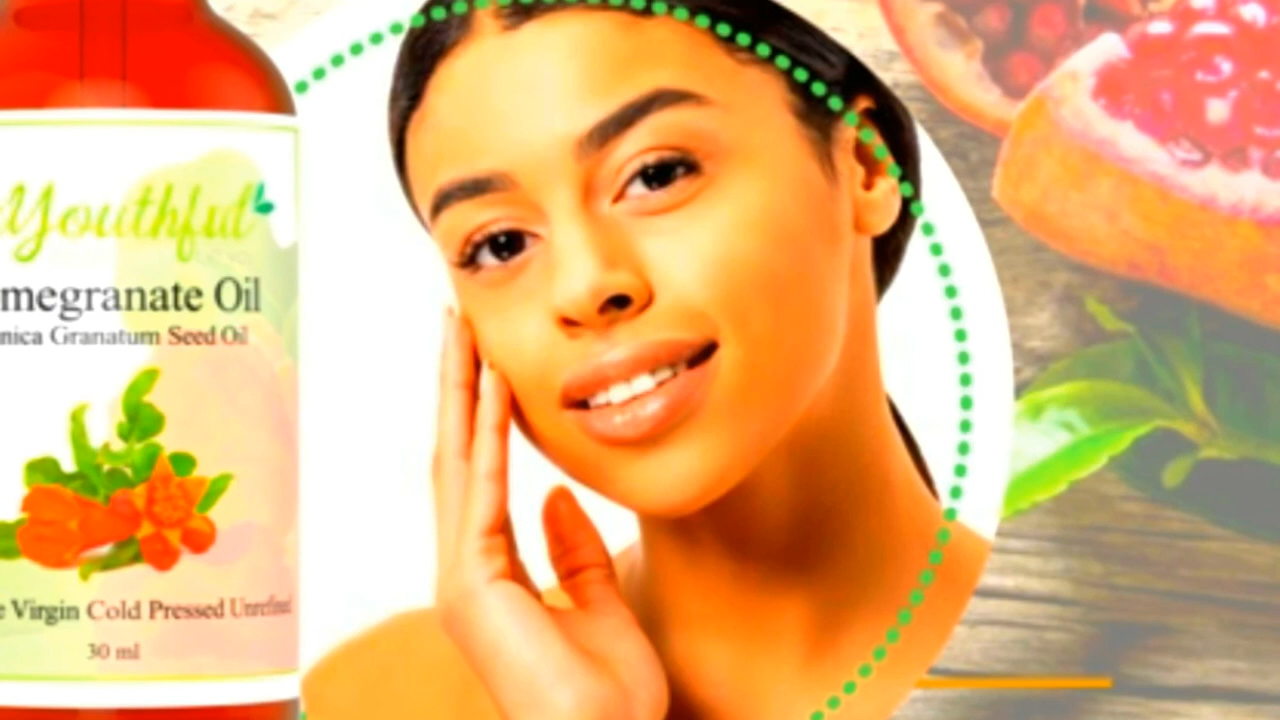 Youthful
megranate Oil
nica Granatum Seed Oil
e Virgin Cold Pressed Unrefined
30 ml